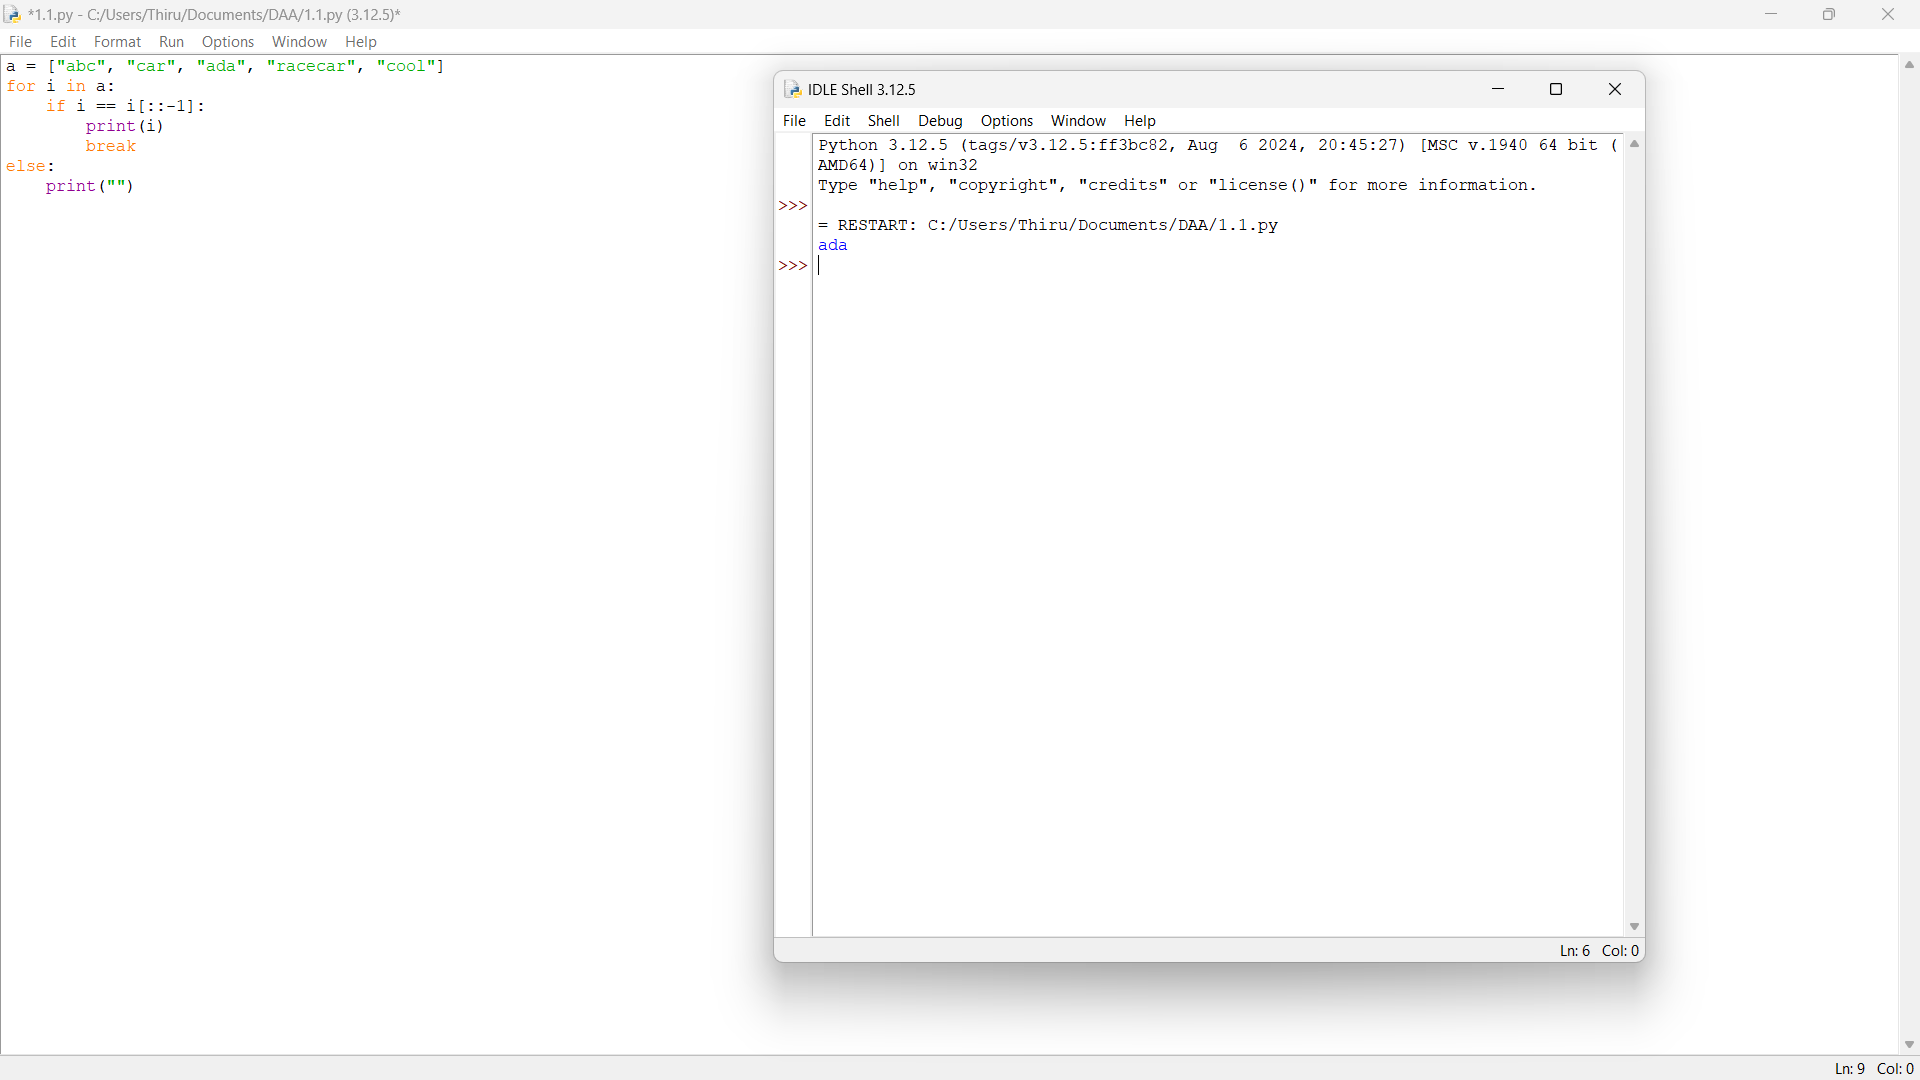 *1.1.py - C:/Users/Thiru/Documents/DAA/1.1.py (3.12.5)*
File Edit Format Run Options Window Help
a = ["abc", "car", "ada", "racecar", "cool"]
for i in a:
    if i == i[::-1]:
        print(i)
        break
else:
    print("")
IDLE Shell 3.12.5
File Edit Shell Debug Options Window Help
Python 3.12.5 (tags/v3.12.5:ff3bc82, Aug  6 2024, 20:45:27) [MSC v.1940 64 bit (
AMD64)] on win32
Type "help", "copyright", "credits" or "license()" for more information.
>>>
= RESTART: C:/Users/Thiru/Documents/DAA/1.1.py
ada
>>>
Ln: 6 Col: 0
Ln: 9 Col: 0